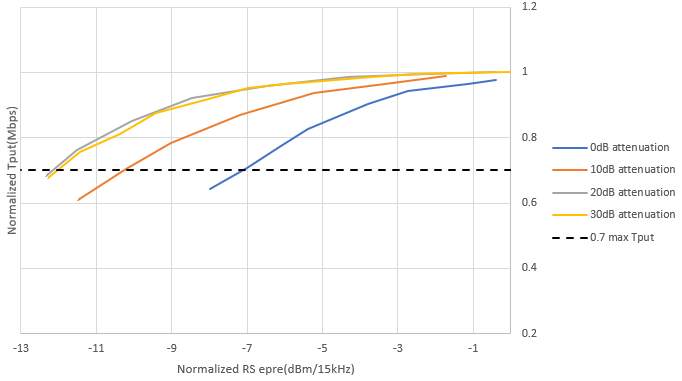 1.2
1
0.8
0.6
0.4
0.2
Normalized Tput(Mbps)
-13
-11
-9
-7
-5
-3
-1
Normalized RS epre(dBm/15kHz)
0dB attenuation
10dB attenuation
20dB attenuation
30dB attenuation
0.7 max Tput